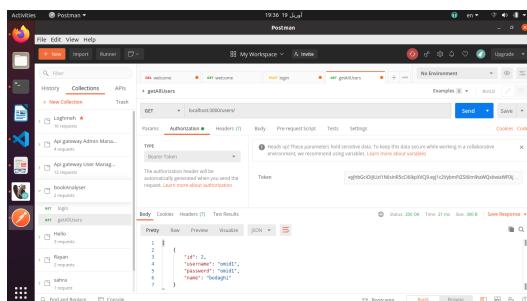 Activities Postman 19:36 19 آوریل en
Postman
File Edit View Help
New Import Runner My Workspace Invite Upgrade
Filter
History Collections APIs
+ New Collection Trash
Loghmeh ★
10 requests
Api gateway Admin Mana...
4 requests
Api gateway User Manag...
12 requests
bookAnalyser
2 requests
GET login
GET getAllUsers
Hello
3 requests
Rayan
2 requests
sahna
1 request
GET welcome GET welcome POST login GET getAllUsers + ... No Environment
getAllUsers Examples 0 BUILD
GET localhost:3000/users/ Send Save
Params Authorization Headers (7) Body Pre-request Script Tests Settings Cookies Code
TYPE
Bearer Token
The authorization header will be
automatically generated when you send the
request. Learn more about authorization
Heads up! These parameters hold sensitive data. To keep this data secure while working in a collaborative
environment, we recommend using variables. Learn more about variables
Token
Body Cookies Headers (7) Test Results Status: 200 OK Time: 21 ms Size: 300 B Save Response
Pretty Raw Preview Visualize JSON
1 [
2 {
3 "id": 2,
4 "username": "omid1",
5 "password": "omid1",
6 "name": "bodaghi"
7 }
Find and Replace Console Bootcamp Build Browse